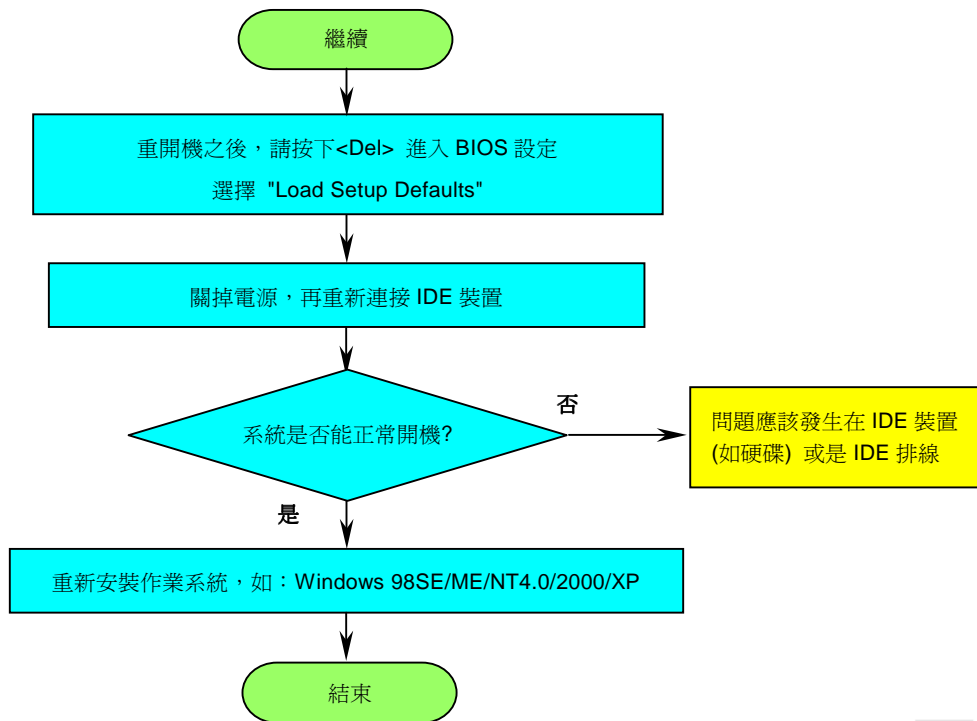 繼續
重開機之後，請按下<Del> 進入 BIOS 設定
選擇 "Load Setup Defaults"
關掉電源，再重新連接 IDE 裝置
系統是否能正常開機?
否
問題應該發生在 IDE 裝置
(如硬碟) 或是 IDE 排線
是
重新安裝作業系統，如：Windows 98SE/ME/NT4.0/2000/XP
結束